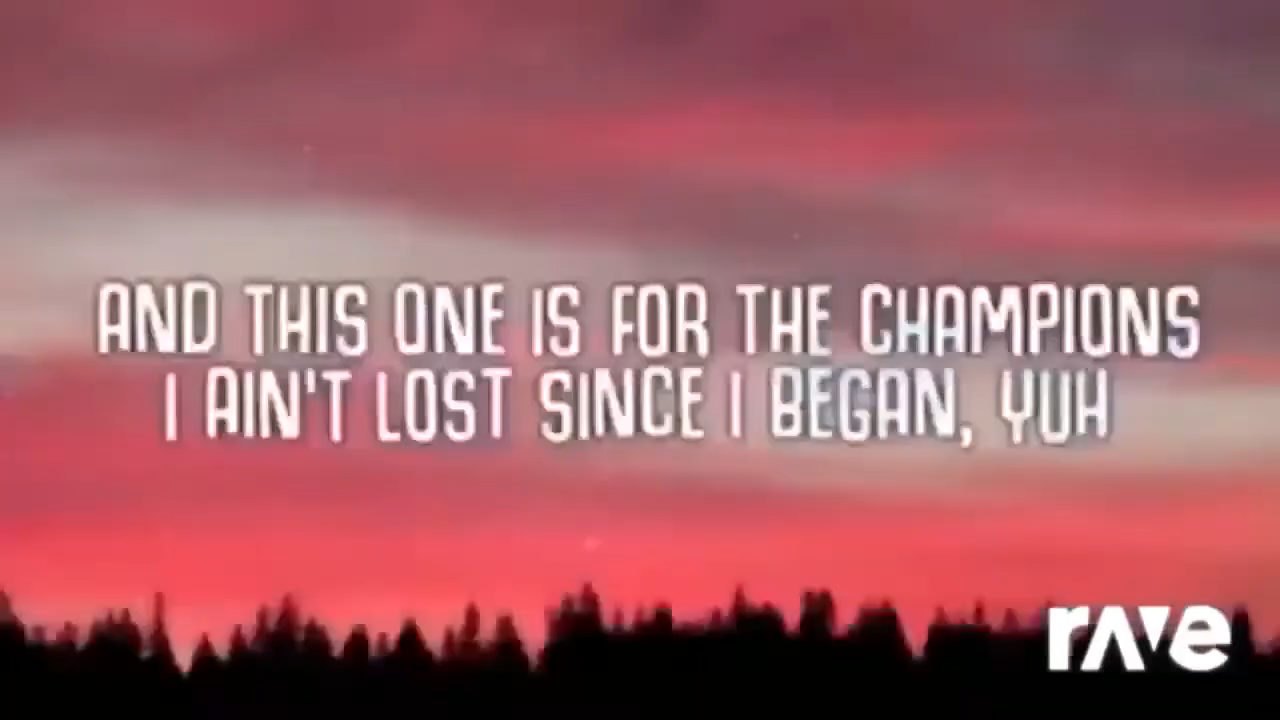 AND THIS ONE IS FOR THE CHAMPIONS
I AIN'T LOST SINCE I BEGAN, YUH
rave